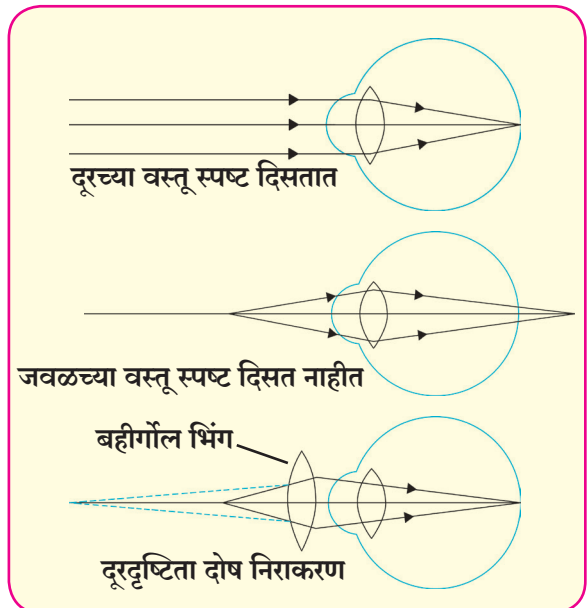 दूरच्या वस्तू स्पष्ट दिसतात
जवळच्या वस्तू स्पष्ट दिसत नाहीत
बहीर्गोल भिंग
दूरदृष्टिता दोष निराकरण